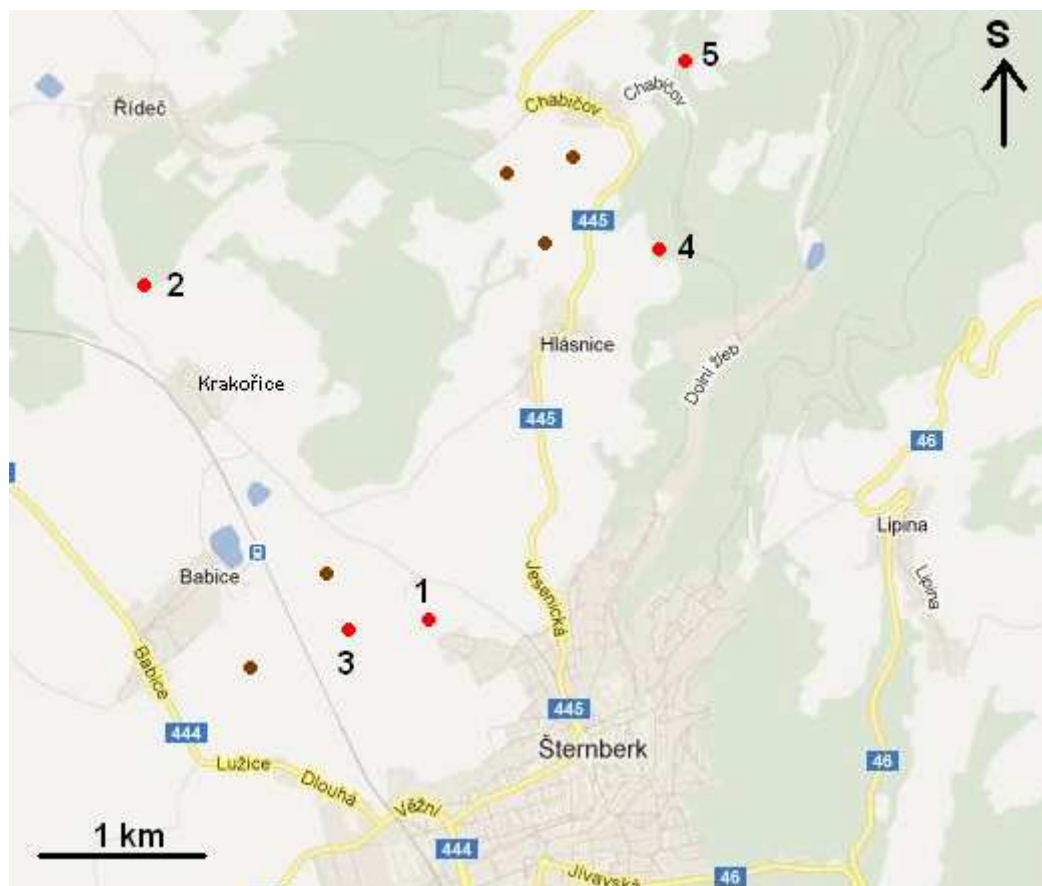 S
5
Chabičov
Chabičov
Řídeč
445
4
2
Hlásnice
Krakořice
Dolní žleb
445
46
Lipina
Babice
Jesenická
Lipina
1
3
Babice
445
444
Šternberk
Lužice
46
Dlouhá
Věžní
1 km
444
Jívavská
46